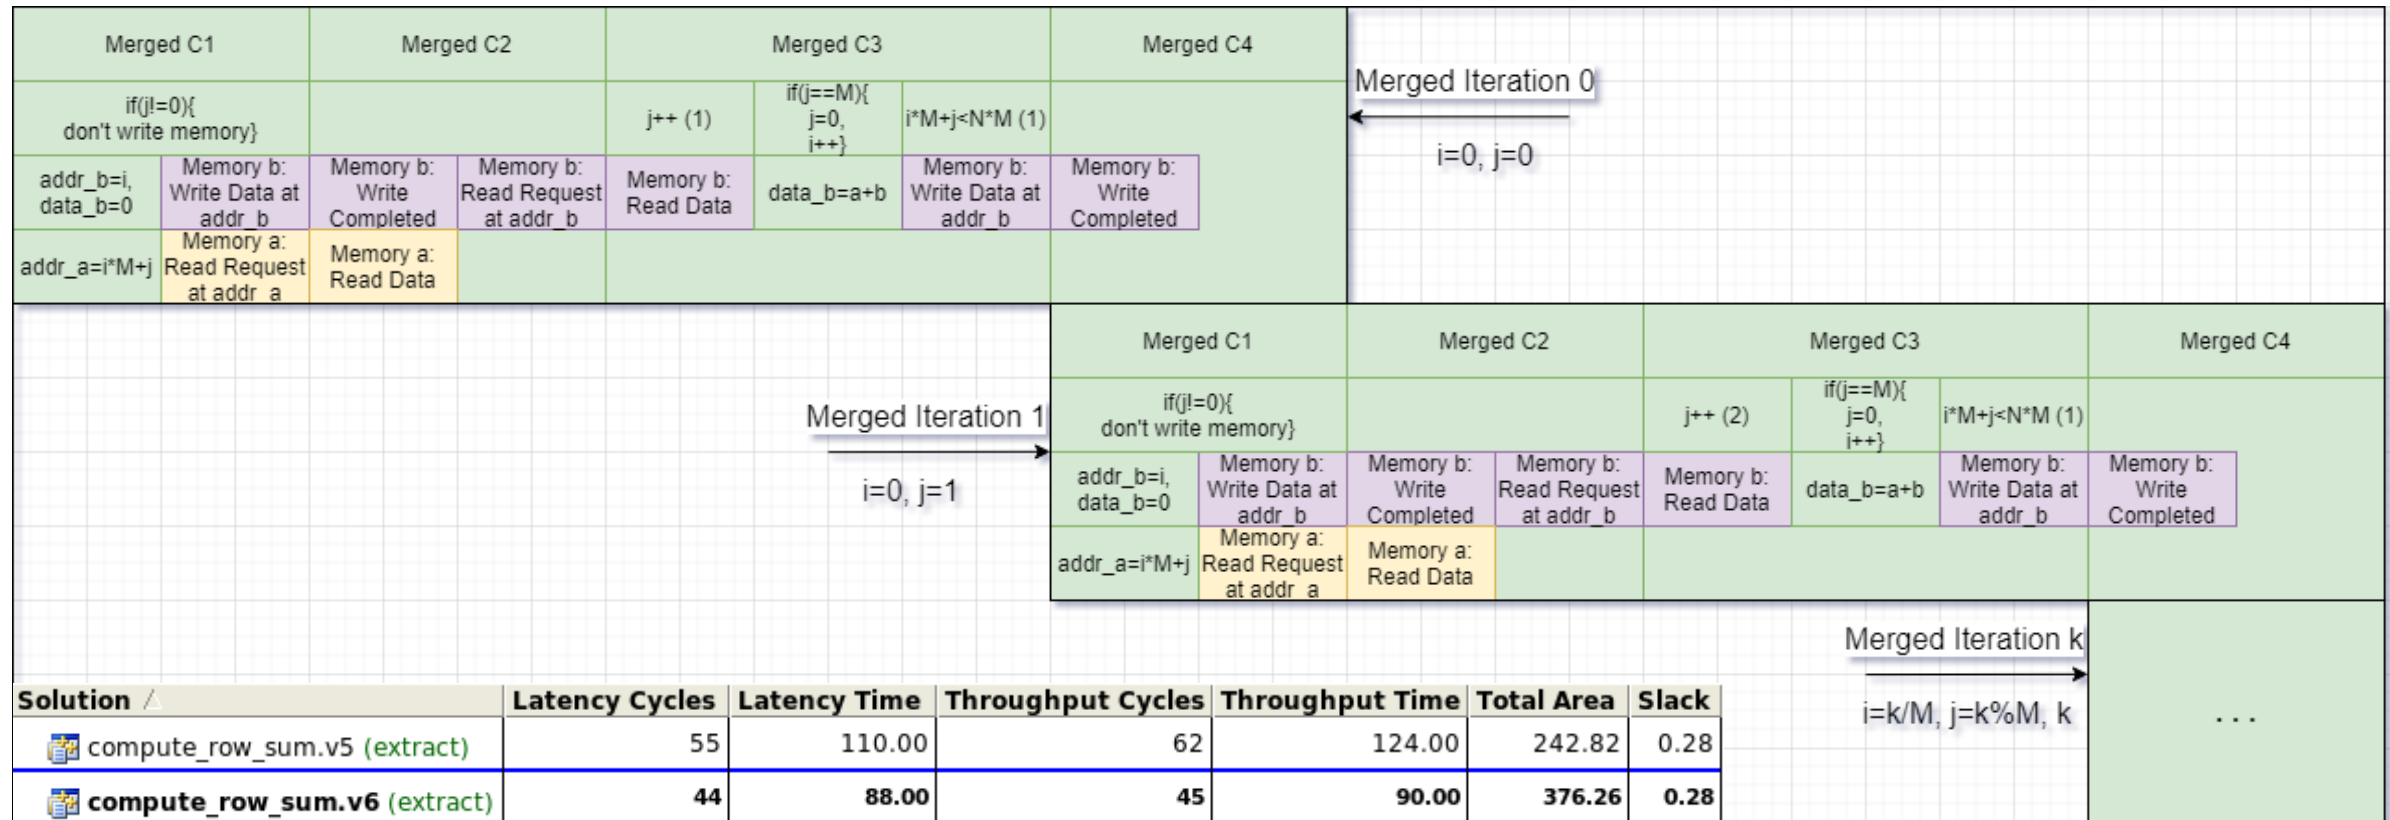 Merged C1
Merged C2
Merged C3
Merged C4
if(j!=0){
don't write memory}
j++ (1)
if(j==M){
j=0,
i++}
i*M+j<N*M (1)
addr_b=i,
data_b=0
Memory b:
Write Data at
addr_b
Memory b:
Write
Completed
Memory b:
Read Request
at addr_b
Memory b:
Read Data
data_b=a+b
Memory b:
Write Data at
addr_b
Memory b:
Write
Completed
addr_a=i*M+j
Memory a:
Read Request
at addr_a
Memory a:
Read Data
Merged Iteration 0
i=0, j=0
Merged Iteration 1
i=0, j=1
Merged C1
Merged C2
Merged C3
Merged C4
if(j!=0){
don't write memory}
j++ (2)
if(j==M){
j=0,
i++}
i*M+j<N*M (1)
addr_b=i,
data_b=0
Memory b:
Write Data at
addr_b
Memory b:
Write
Completed
Memory b:
Read Request
at addr_b
Memory b:
Read Data
data_b=a+b
Memory b:
Write Data at
addr_b
Memory b:
Write
Completed
addr_a=i*M+j
Memory a:
Read Request
at addr_a
Memory a:
Read Data
Merged Iteration k
i=k/M, j=k%M, k
...
Solution Latency Cycles Latency Time Throughput Cycles Throughput Time Total Area Slack
compute_row_sum.v5 (extract) 55 110.00 62 124.00 242.82 0.28
compute_row_sum.v6 (extract) 44 88.00 45 90.00 376.26 0.28